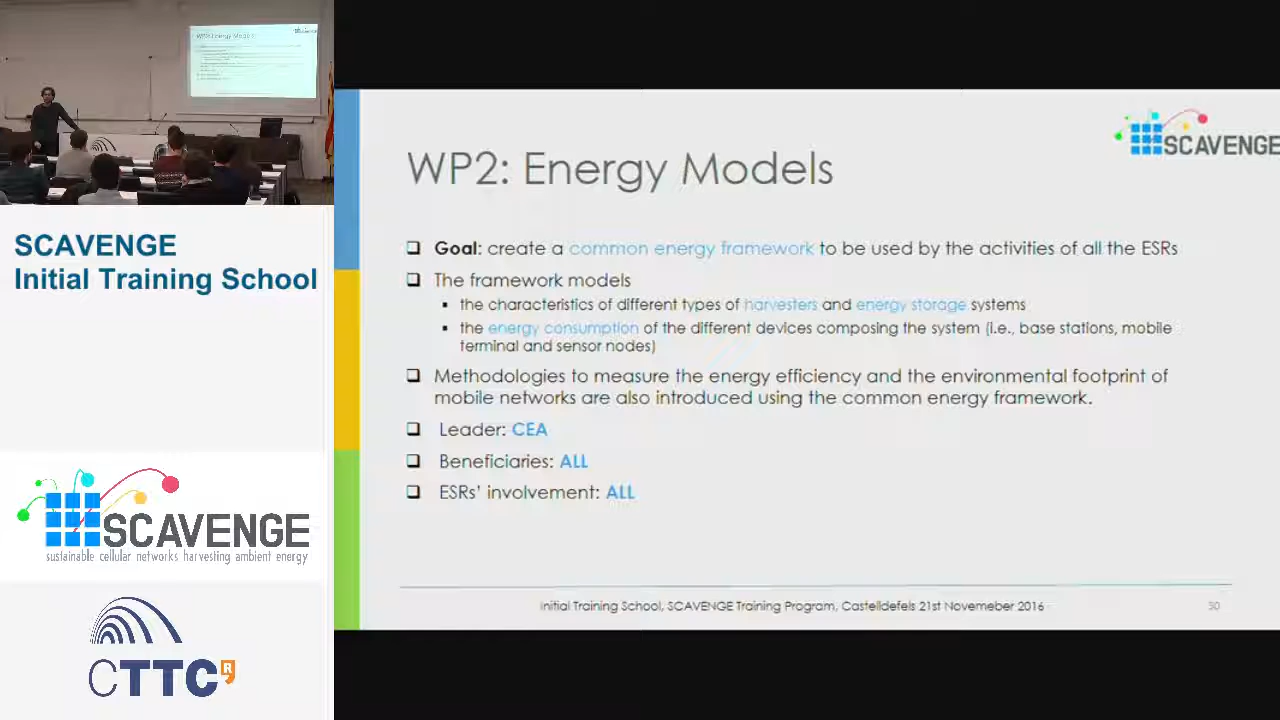 WP2: Energy Models
SCAVENGE
Goal: create a common energy framework to be used by the activities of all the ESRs
The framework models
the characteristics of different types of harvesters and energy storage systems
the energy consumption of the different devices composing the system (i.e., base stations, mobile
terminal and sensor nodes)
Methodologies to measure the energy efficiency and the environmental footprint of
mobile networks are also introduced using the common energy framework.
Leader: CEA
Beneficiaries: ALL
ESRs' involvement: ALL
Initial Training School, SCAVENGE Training Program, Castelldefels 21st Novemeber 2016
30
SCAVENGE
Initial Training School
SCAVENGE
sustainable cellular networks harvesting ambient energy
CTTC
R